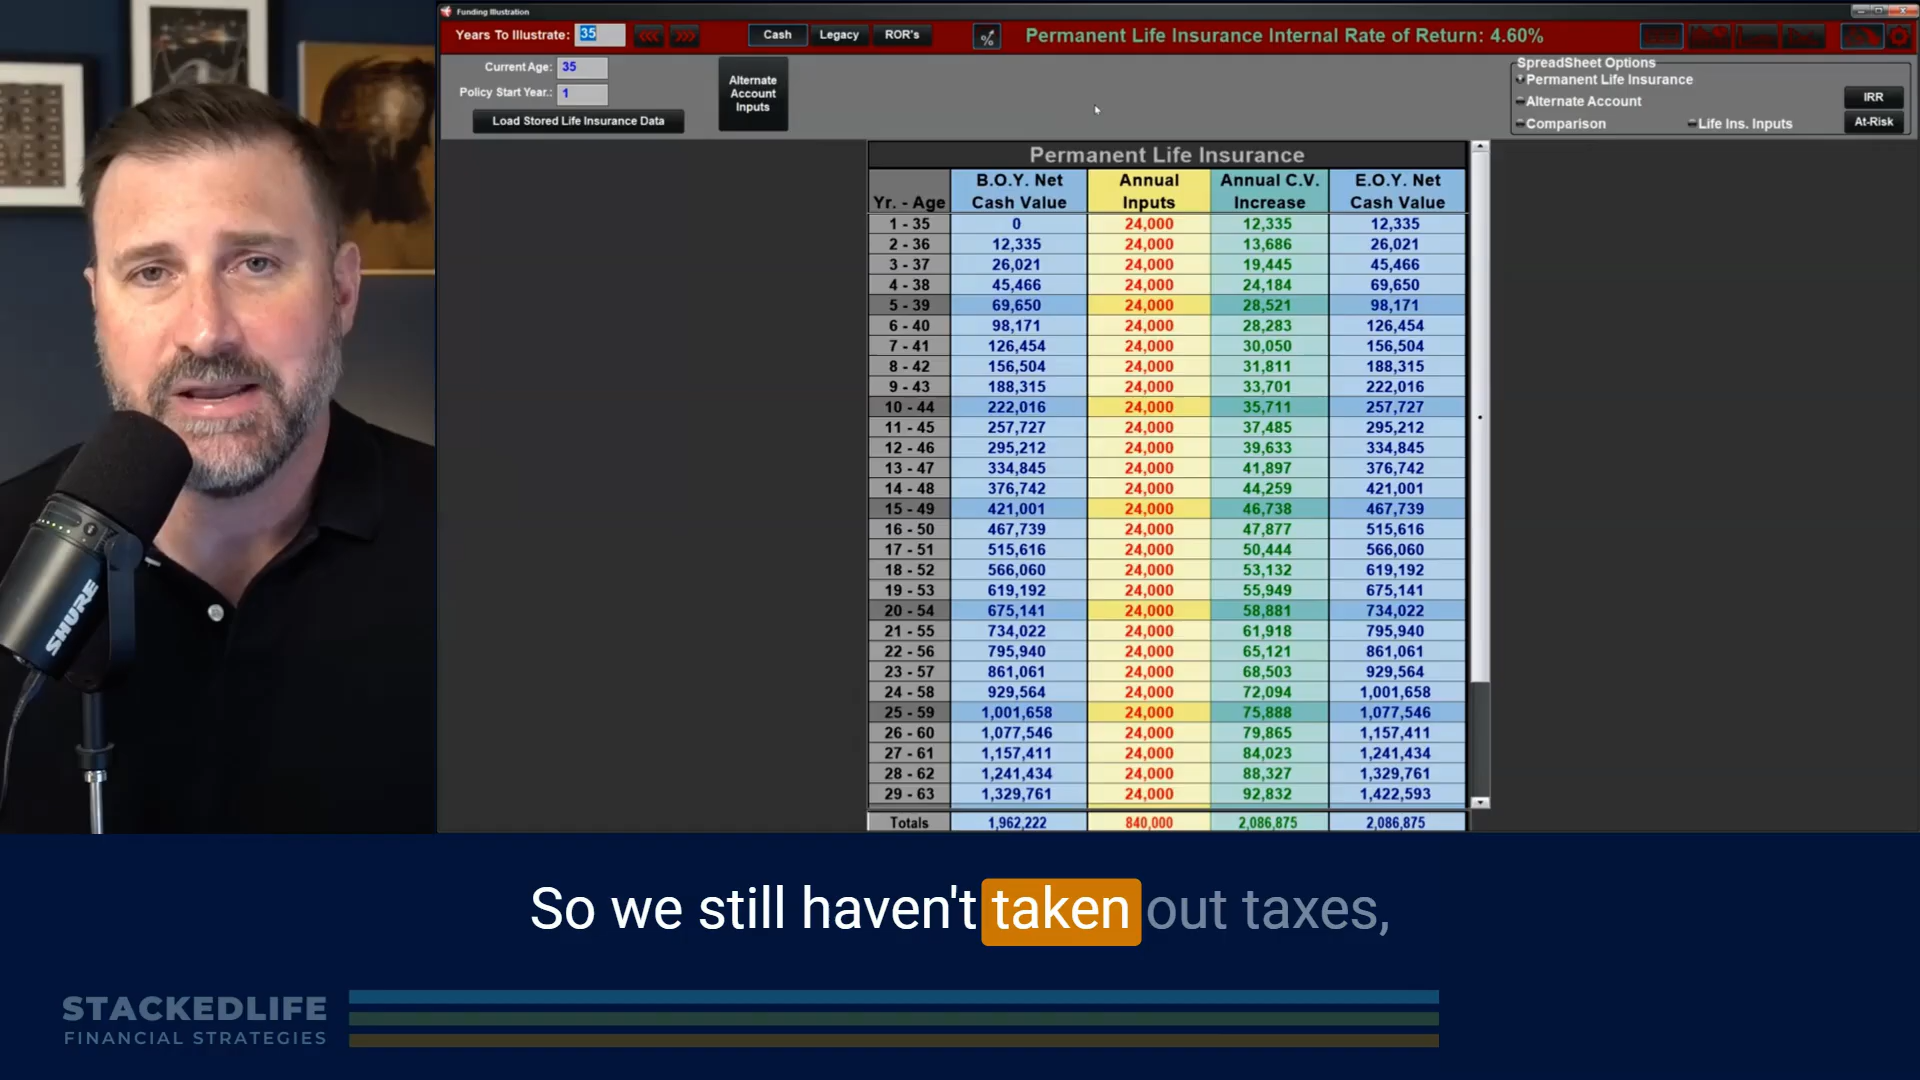 Funding Illustration
Years To Illustrate: 35
<<< >>>
Cash Legacy ROR's
%
Permanent Life Insurance Internal Rate of Return: 4.60%
Current Age: 35
Policy Start Year.: 1
Load Stored Life Insurance Data
Alternate
Account
Inputs
SpreadSheet Options
Permanent Life Insurance
Alternate Account
Comparison Life Ins. Inputs
IRR
At-Risk
Permanent Life Insurance
Yr. - Age B.O.Y. Net Cash Value Annual Inputs Annual C.V. Increase E.O.Y. Net Cash Value
1 - 35 0 24,000 12,335 12,335
2 - 36 12,335 24,000 13,686 26,021
3 - 37 26,021 24,000 19,445 45,466
4 - 38 45,466 24,000 24,184 69,650
5 - 39 69,650 24,000 28,521 98,171
6 - 40 98,171 24,000 28,283 126,454
7 - 41 126,454 24,000 30,050 156,504
8 - 42 156,504 24,000 31,811 188,315
9 - 43 188,315 24,000 33,701 222,016
10 - 44 222,016 24,000 35,711 257,727
11 - 45 257,727 24,000 37,485 295,212
12 - 46 295,212 24,000 39,633 334,845
13 - 47 334,845 24,000 41,897 376,742
14 - 48 376,742 24,000 44,259 421,001
15 - 49 421,001 24,000 46,738 467,739
16 - 50 467,739 24,000 47,877 515,616
17 - 51 515,616 24,000 50,444 566,060
18 - 52 566,060 24,000 53,132 619,192
19 - 53 619,192 24,000 55,949 675,141
20 - 54 675,141 24,000 58,881 734,022
21 - 55 734,022 24,000 61,918 795,940
22 - 56 795,940 24,000 65,121 861,061
23 - 57 861,061 24,000 68,503 929,564
24 - 58 929,564 24,000 72,094 1,001,658
25 - 59 1,001,658 24,000 75,888 1,077,546
26 - 60 1,077,546 24,000 79,865 1,157,411
27 - 61 1,157,411 24,000 84,023 1,241,434
28 - 62 1,241,434 24,000 88,327 1,329,761
29 - 63 1,329,761 24,000 92,832 1,422,593
Totals 1,962,222 840,000 2,086,875 2,086,875
SHURE
So we still haven't taken out taxes,
STACKEDLIFE
FINANCIAL STRATEGIES